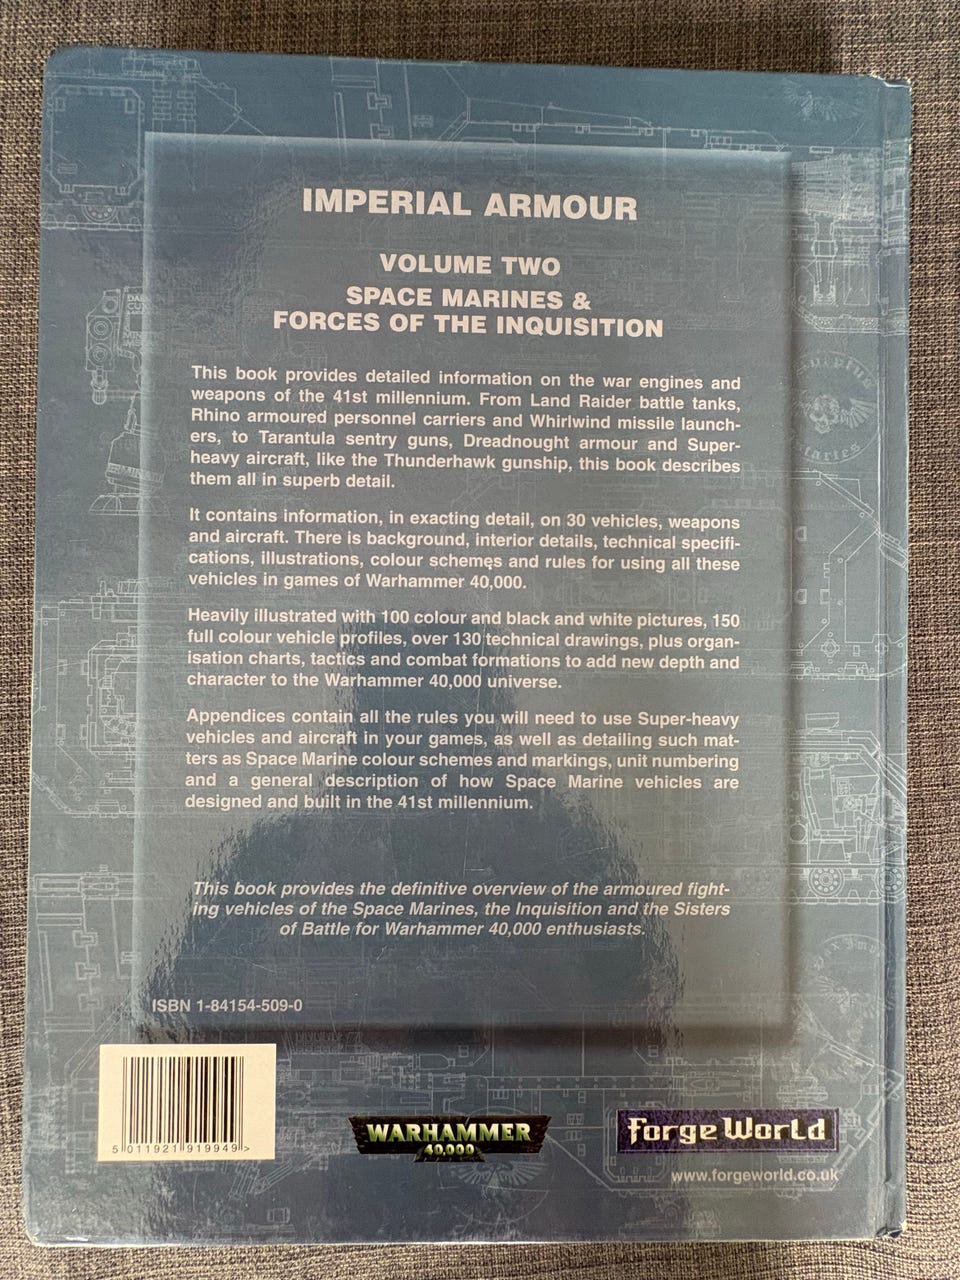 IMPERIAL ARMOUR
VOLUME TWO
SPACE MARINES &
FORCES OF THE INQUISITION
This book provides detailed information on the war engines and
weapons of the 41st millennium. From Land Raider battle tanks,
Rhino armoured personnel carriers and Whirlwind missile launch-
ers, to Tarantula sentry guns, Dreadnought armour and Super-
heavy aircraft, like the Thunderhawk gunship, this book describes
them all in superb detail.
It contains information, in exacting detail, on 30 vehicles, weapons
and aircraft. There is background, interior details, technical specifi-
cations, illustrations, colour schemes and rules for using all these
vehicles in games of Warhammer 40,000.
Heavily illustrated with 100 colour and black and white pictures, 150
full colour vehicle profiles, over 130 technical drawings, plus organ-
isation charts, tactics and combat formations to add new depth and
character to the Warhammer 40,000 universe.
Appendices contain all the rules you will need to use Super-heavy
vehicles and aircraft in your games, as well as detailing such mat-
ters as Space Marine colour schemes and markings, unit numbering
and a general description of how Space Marine vehicles are
designed and built in the 41st millennium.
This book provides the definitive overview of the armoured fight-
ing vehicles of the Space Marines, the Inquisition and the Sisters
of Battle for Warhammer 40,000 enthusiasts.
ISBN 1-84154-509-0
5 011921 919949 >
WARHAMMER
40,000
Forge World
www.forgeworld.co.uk